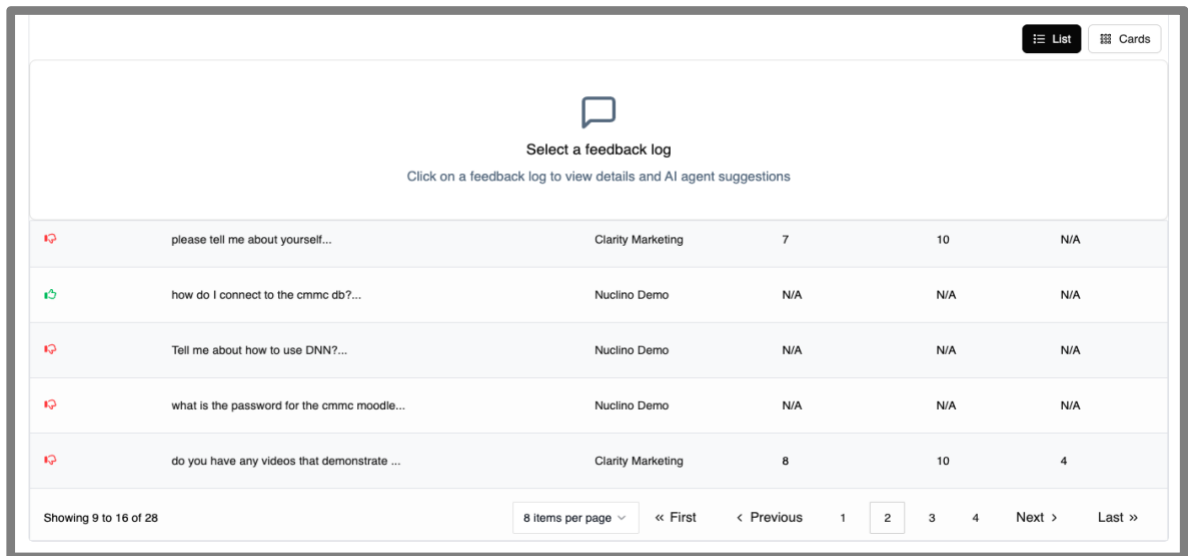 List Cards
Select a feedback log
Click on a feedback log to view details and AI agent suggestions
please tell me about yourself... Clarity Marketing 7 10 N/A
how do I connect to the cmmc db?... Nuclino Demo N/A N/A N/A
Tell me about how to use DNN?... Nuclino Demo N/A N/A N/A
what is the password for the cmmc moodle... Nuclino Demo N/A N/A N/A
do you have any videos that demonstrate ... Clarity Marketing 8 10 4
Showing 9 to 16 of 28 8 items per page « First < Previous 1 2 3 4 Next > Last »